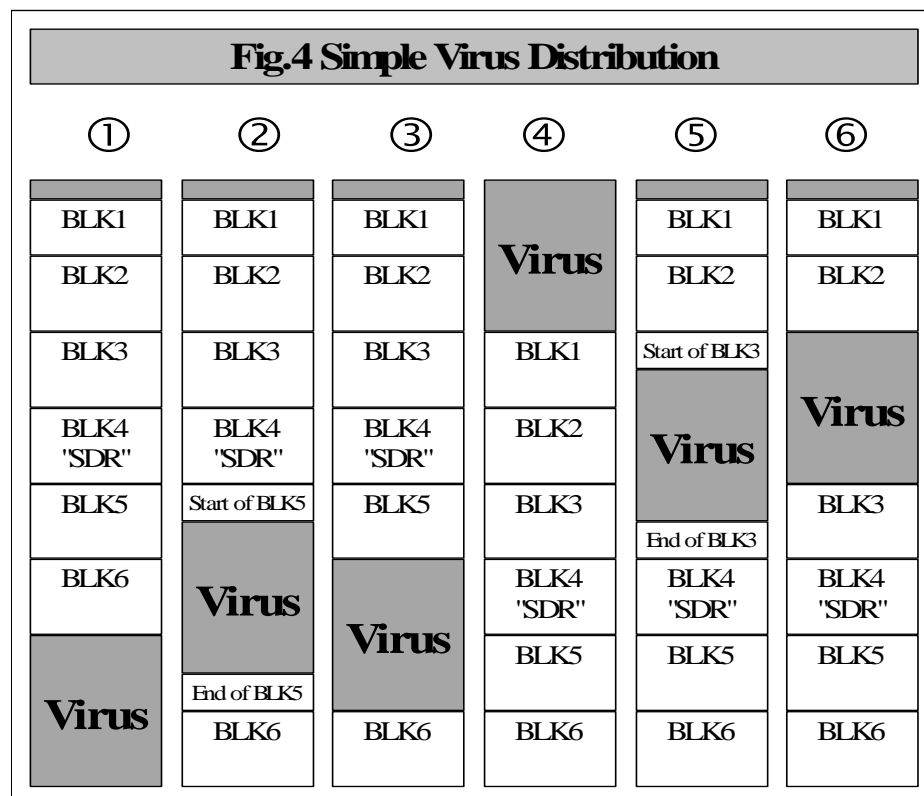 Fig.4 Simple Virus Distribution
① ② ③ ④ ⑤ ⑥
BLK1
BLK2
BLK3
BLK4
"SDR"
BLK5
BLK6
Virus
BLK1
BLK2
BLK3
BLK4
"SDR"
Start of BLK5
Virus
End of BLK5
BLK6
BLK1
BLK2
BLK3
BLK4
"SDR"
BLK5
Virus
BLK6
Virus
BLK1
BLK2
BLK3
BLK4
"SDR"
BLK5
BLK6
BLK1
BLK2
Start of BLK3
Virus
End of BLK3
BLK4
"SDR"
BLK5
BLK6
BLK1
BLK2
Virus
BLK3
BLK4
"SDR"
BLK5
BLK6